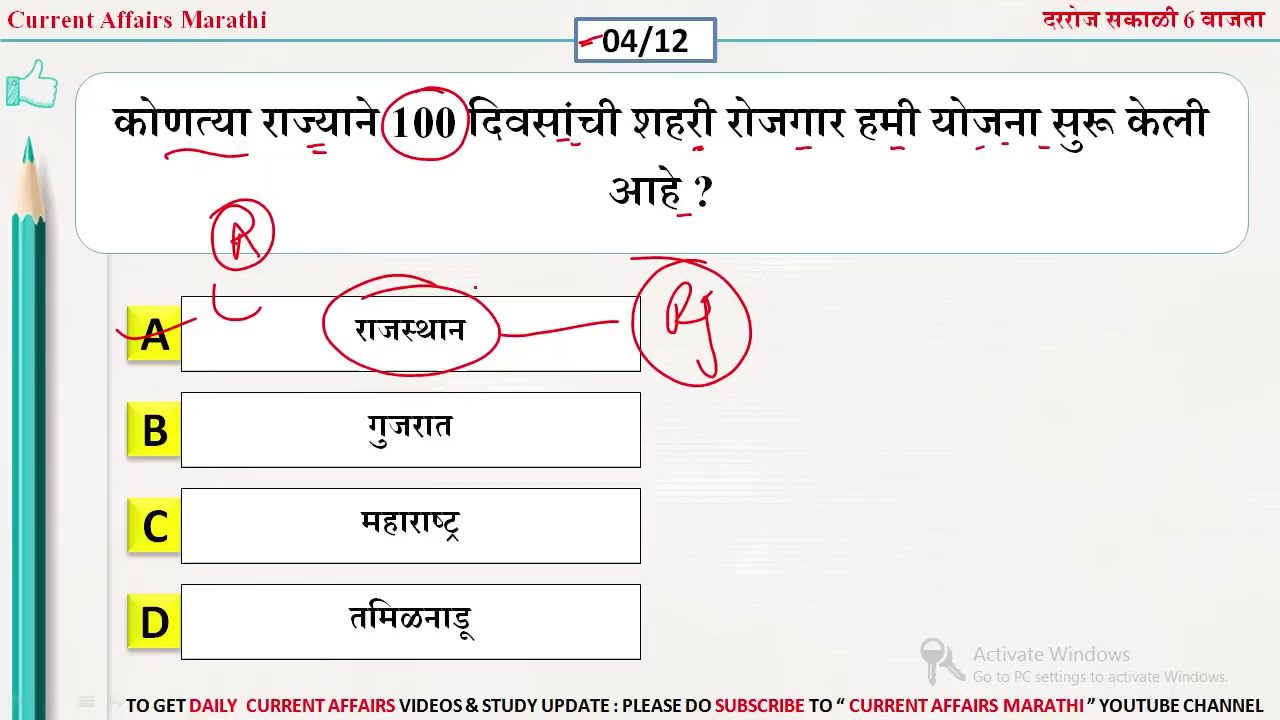 Current Affairs Marathi
दररोज सकाळी 6 वाजता
04/12
कोणत्या राज्याने 100 दिवसांची शहरी रोजगार हमी योजना सुरू केली
आहे ?
R
A राजस्थान Rj
B गुजरात
C महाराष्ट्र
D तमिळनाडू
Activate Windows
Go to PC settings to activate Windows.
TO GET DAILY CURRENT AFFAIRS VIDEOS & STUDY UPDATE : PLEASE DO SUBSCRIBE TO “ CURRENT AFFAIRS MARATHI ” YOUTUBE CHANNEL